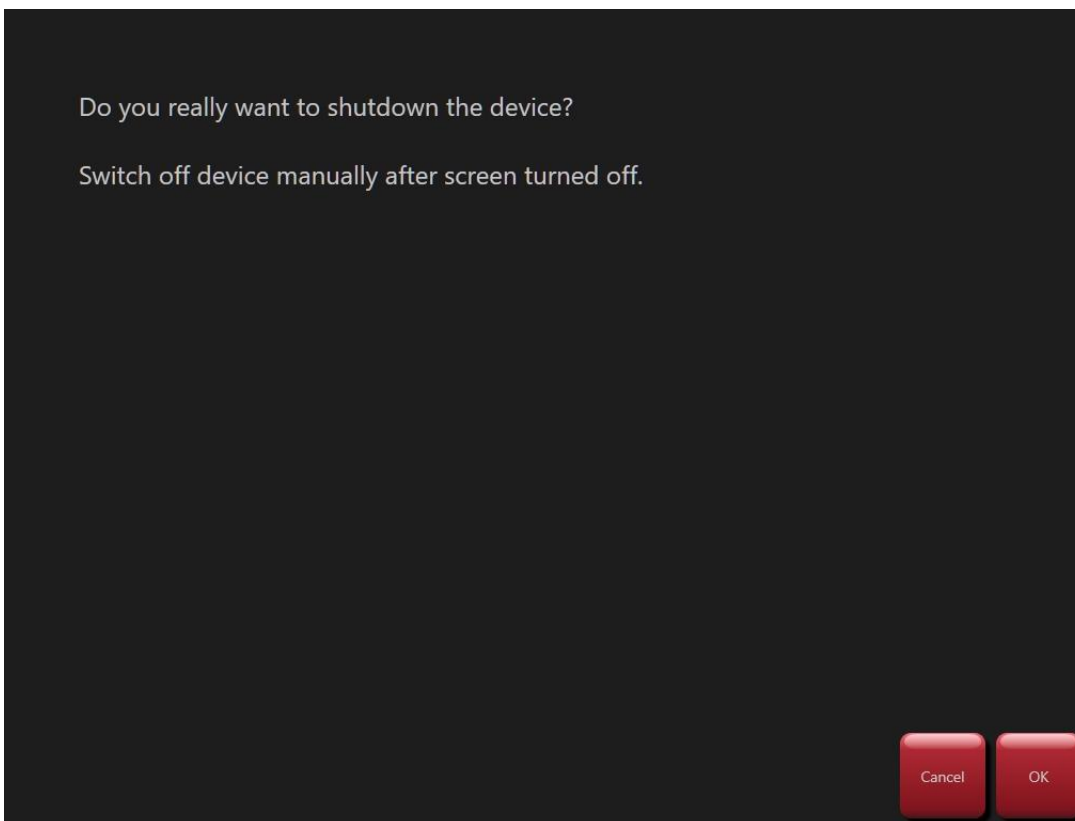 Do you really want to shutdown the device?
Switch off device manually after screen turned off.
Cancel
OK